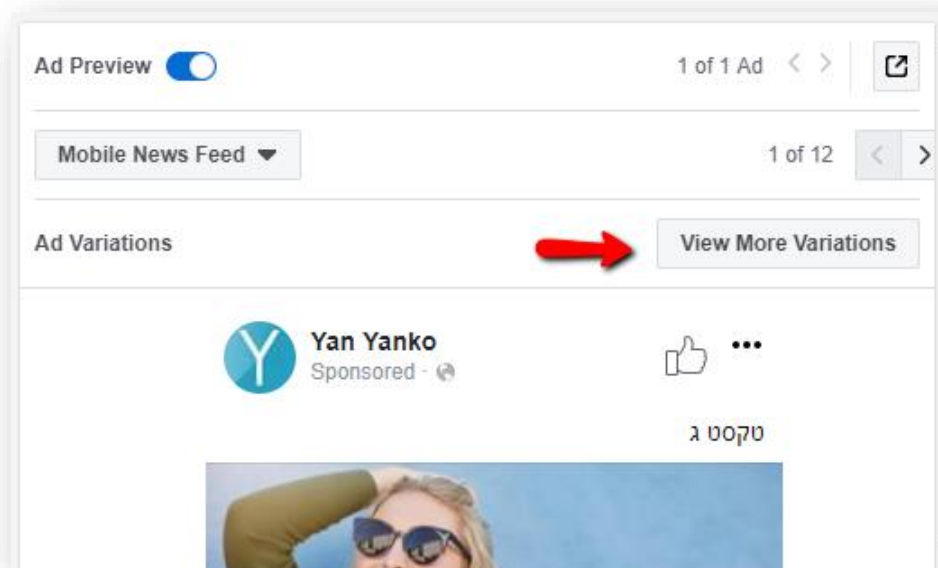 Ad Preview 1 of 1 Ad
Mobile News Feed 1 of 12
Ad Variations View More Variations
Y Yan Yanko
Sponsored ·
טקסט ג